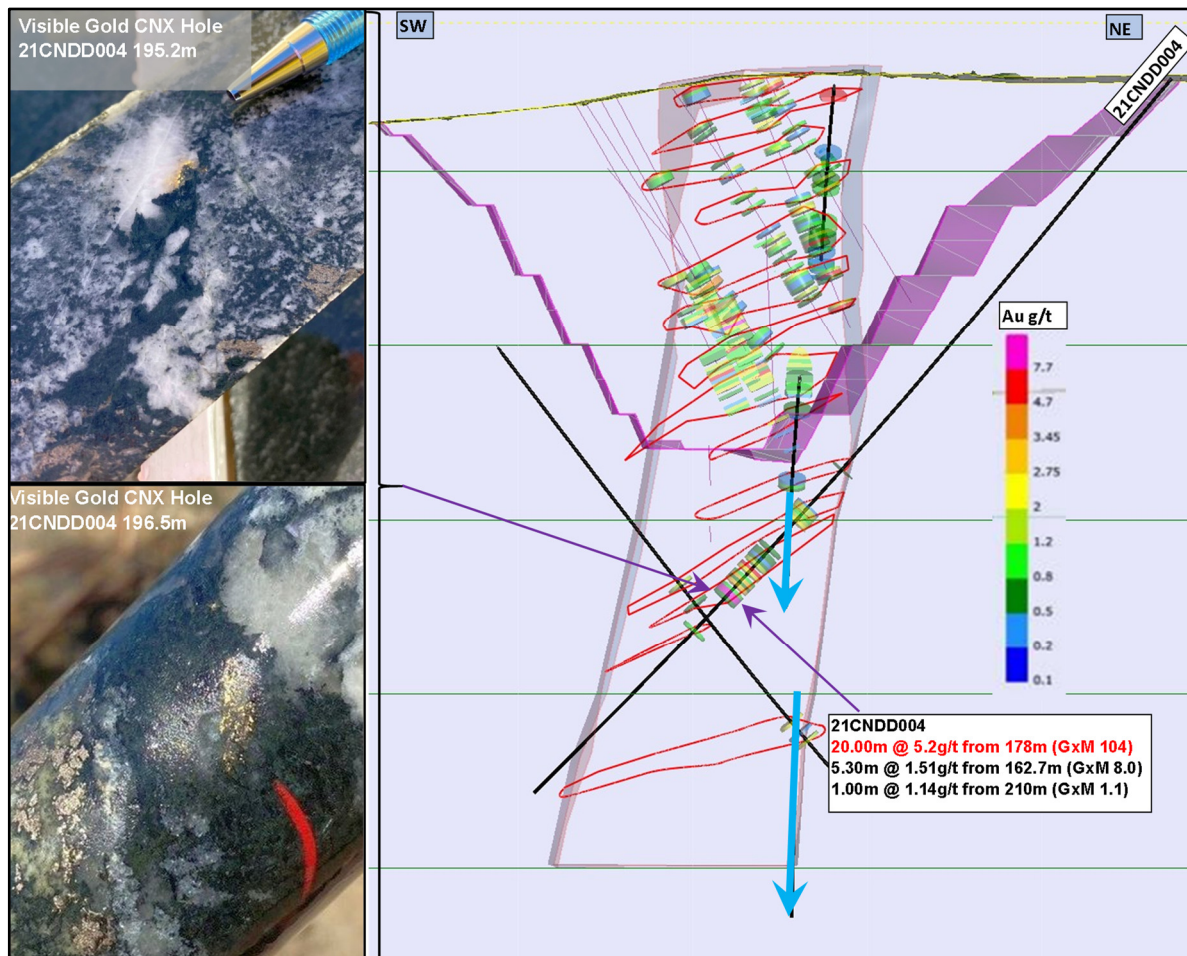 Visible Gold CNX Hole
21CNDD004 195.2m
Visible Gold CNX Hole
21CNDD004 196.5m
SW
NE
21CNDD004
Au g/t
7.7
4.7
3.45
2.75
2
1.2
0.8
0.5
0.2
0.1
21CNDD004
20.00m @ 5.2g/t from 178m (GxM 104)
5.30m @ 1.51g/t from 162.7m (GxM 8.0)
1.00m @ 1.14g/t from 210m (GxM 1.1)